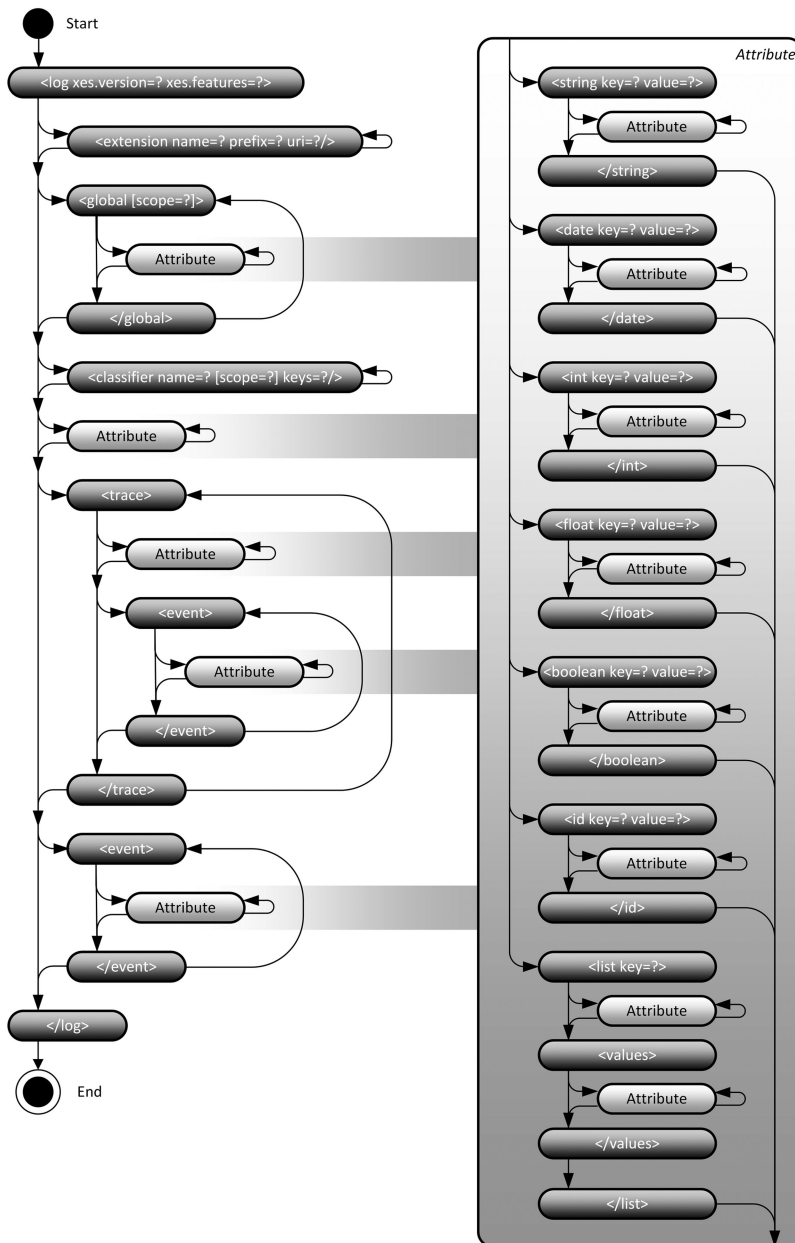 Start
<log xes.version=? xes.features=?>
<extension name=? prefix=? uri=?/>
<global [scope=?]>
Attribute
</global>
<classifier name=? [scope=?] keys=?/>
Attribute
<trace>
Attribute
<event>
Attribute
</event>
</trace>
<event>
Attribute
</event>
</log>
End
Attribute
<string key=? value=?>
Attribute
</string>
<date key=? value=?>
Attribute
</date>
<int key=? value=?>
Attribute
</int>
<float key=? value=?>
Attribute
</float>
<boolean key=? value=?>
Attribute
</boolean>
<id key=? value=?>
Attribute
</id>
<list key=?>
Attribute
<values>
Attribute
</values>
</list>